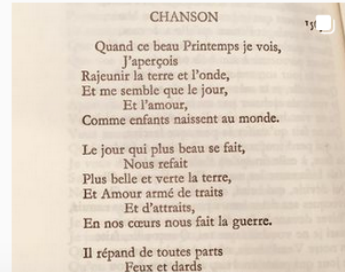 CHANSON
Quand ce beau Printemps je vois,
J'aperçois
Rajeunir la terre et l'onde,
Et me semble que le jour,
Et l'amour,
Comme enfants naissent au monde.
Le jour qui plus beau se fait,
Nous refait
Plus belle et verte la terre,
Et Amour armé de traits
Et d'attraits,
En nos cœurs nous fait la guerre.
Il répand de toutes parts
Feux et dards